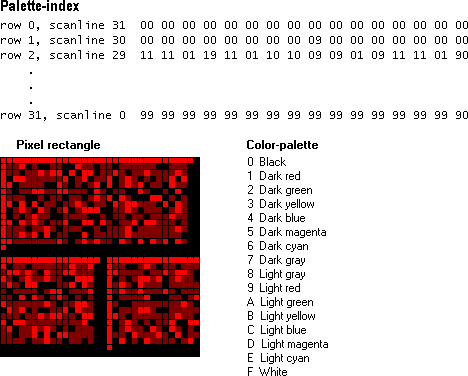 Palette-index
row 0, scanline 31 00 00 00 00 00 00 00 00 00 00 00 00 00 00 00 00
row 1, scanline 30 00 00 00 00 00 00 00 00 09 00 00 00 00 00 00 00
row 2, scanline 29 11 11 01 19 11 01 10 10 09 09 01 09 11 11 01 90
.
.
.
row 31, scanline 0 99 99 99 99 99 99 99 99 99 99 99 99 99 99 99 90
Pixel rectangle
Color-palette
0 Black
1 Dark red
2 Dark green
3 Dark yellow
4 Dark blue
5 Dark magenta
6 Dark cyan
7 Dark gray
8 Light gray
9 Light red
A Light green
B Light yellow
C Light blue
D Light magenta
E Light cyan
F White